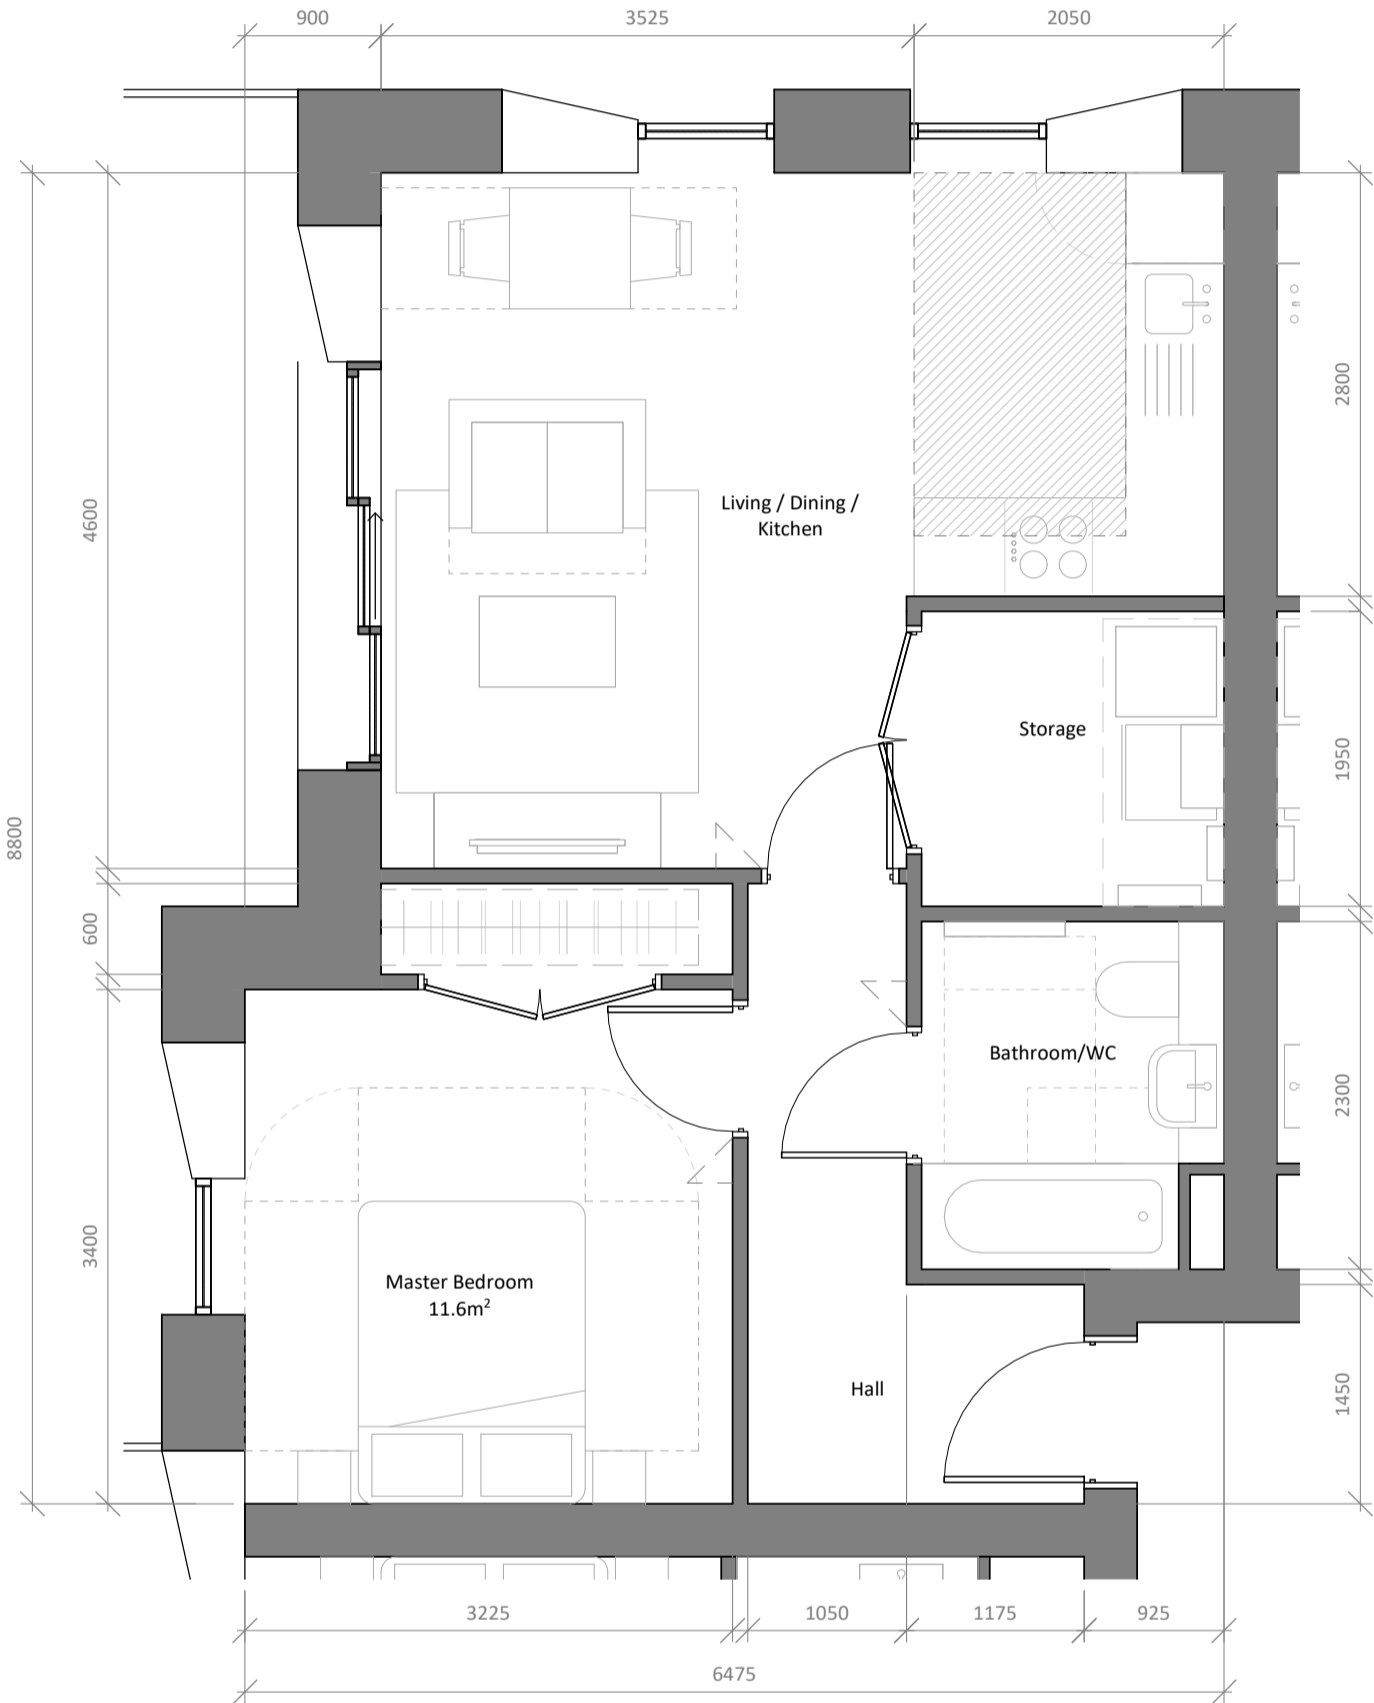 900
3525
2050
Living / Dining /
Kitchen
2800
4600
Storage
1950
8800
600
Bathroom/WC
2300
3400
Master Bedroom
11.6m²
Hall
1450
3225
1050
1175
925
6475